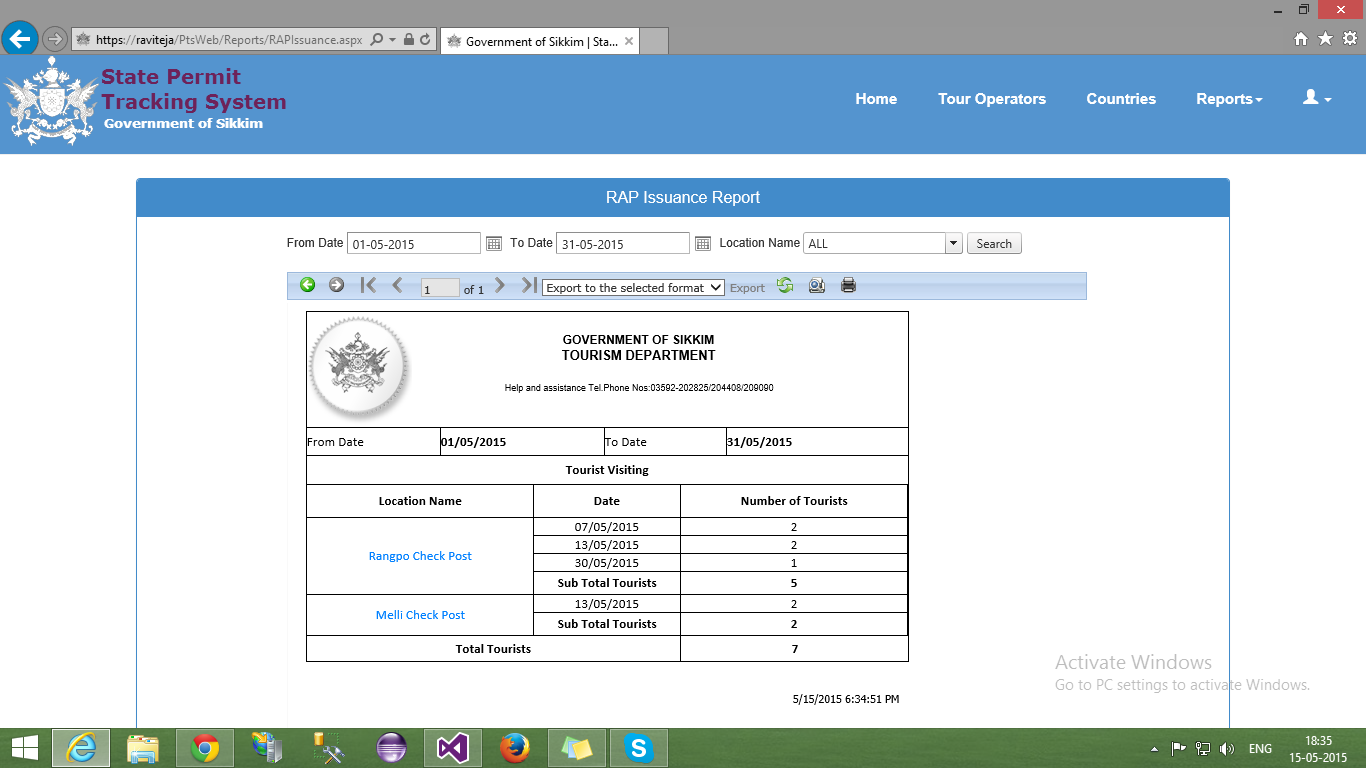 https://raviteja/PtsWeb/Reports/RAPIssuance.aspx
Government of Sikkim | Sta...
State Permit
Tracking System
Government of Sikkim
Home Tour Operators Countries Reports
RAP Issuance Report
From Date 01-05-2015 To Date 31-05-2015 Location Name ALL Search
1 of 1 Export to the selected format Export
GOVERNMENT OF SIKKIM
TOURISM DEPARTMENT
Help and assistance Tel.Phone Nos:03592-202825/204408/209090
From Date 01/05/2015 To Date 31/05/2015
Tourist Visiting
Location Name Date Number of Tourists
07/05/2015 2
13/05/2015 2
Rangpo Check Post
30/05/2015 1
Sub Total Tourists 5
13/05/2015 2
Melli Check Post
Sub Total Tourists 2
Total Tourists 7
Activate Windows
Go to PC settings to activate Windows.
5/15/2015 6:34:51 PM
ENG
18:35
15-05-2015